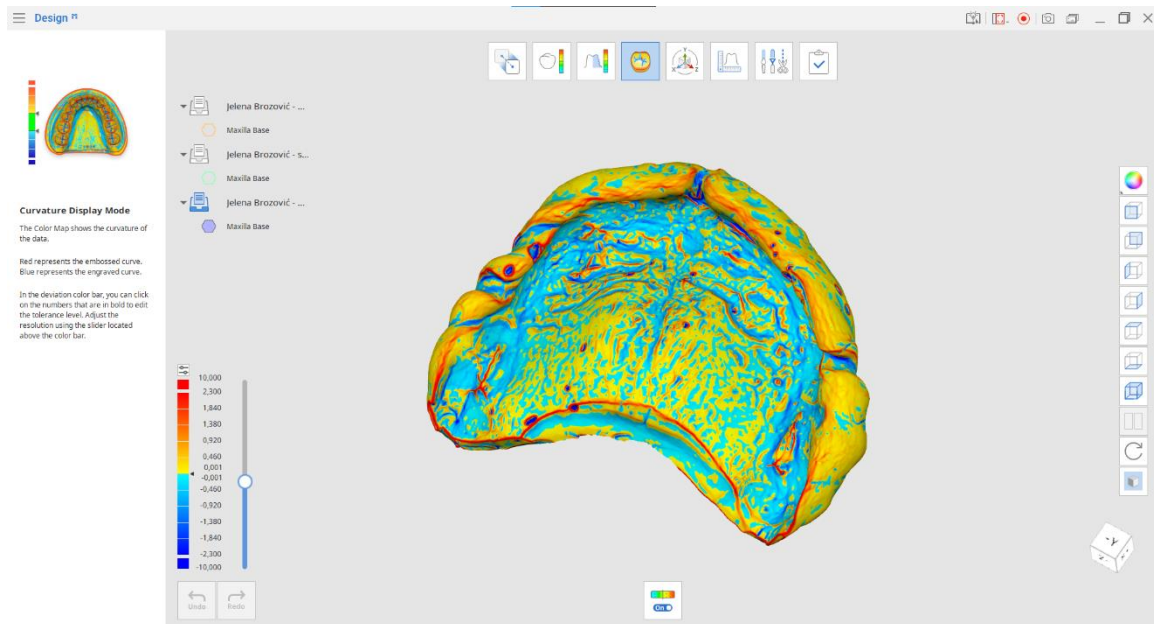 Design
Curvature Display Mode
The Color Map shows the curvature of
the data.
Red represents the embossed curve.
Blue represents the engraved curve.
In the deviation color bar, you can click
on the numbers that are in bold to edit
the tolerance level. Adjust the
resolution using the slider located
above the color bar.
Jelena Brozović - ...
Maxilla Base
Jelena Brozović - s...
Maxilla Base
Jelena Brozović - ...
Maxilla Base
10,000
2,300
1,840
1,380
0,920
0,460
0,001
-0,001
-0,460
-0,920
-1,380
-1,840
-2,300
-10,000
Undo
Redo
On
-Y